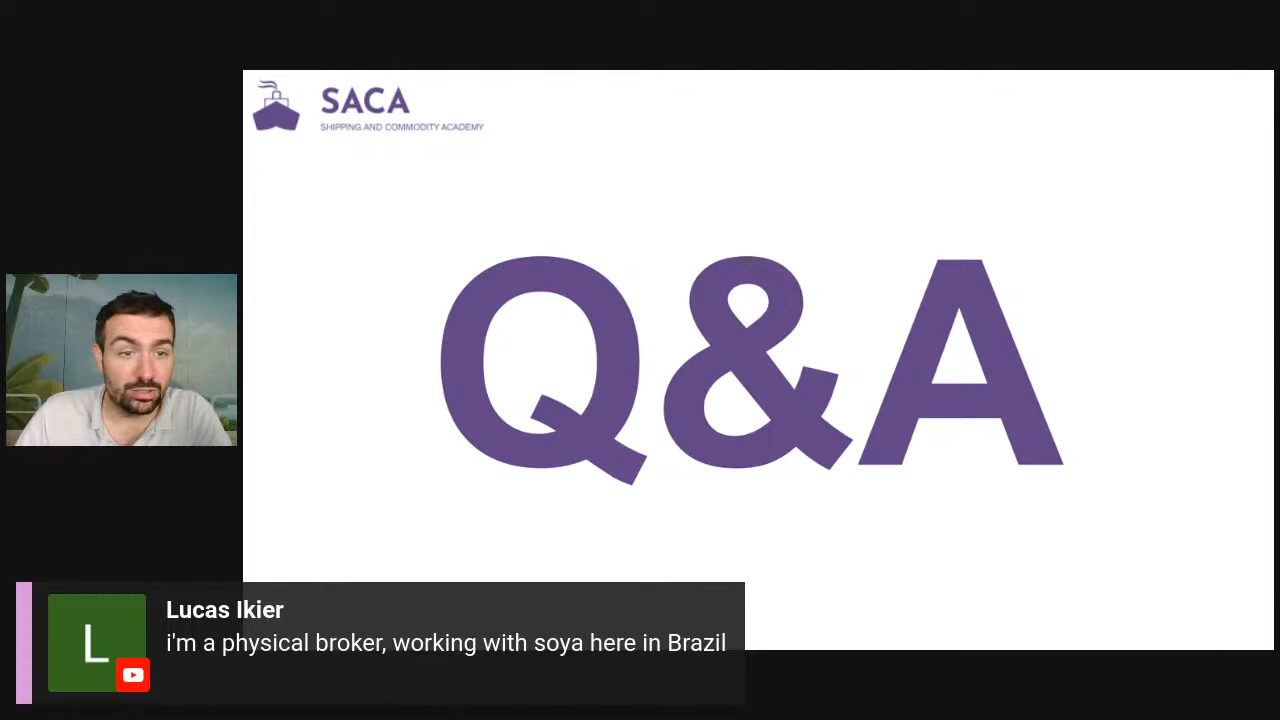 SACA
SHIPPING AND COMMODITY ACADEMY
Q&A
L
Lucas Ikier
i'm a physical broker, working with soya here in Brazil